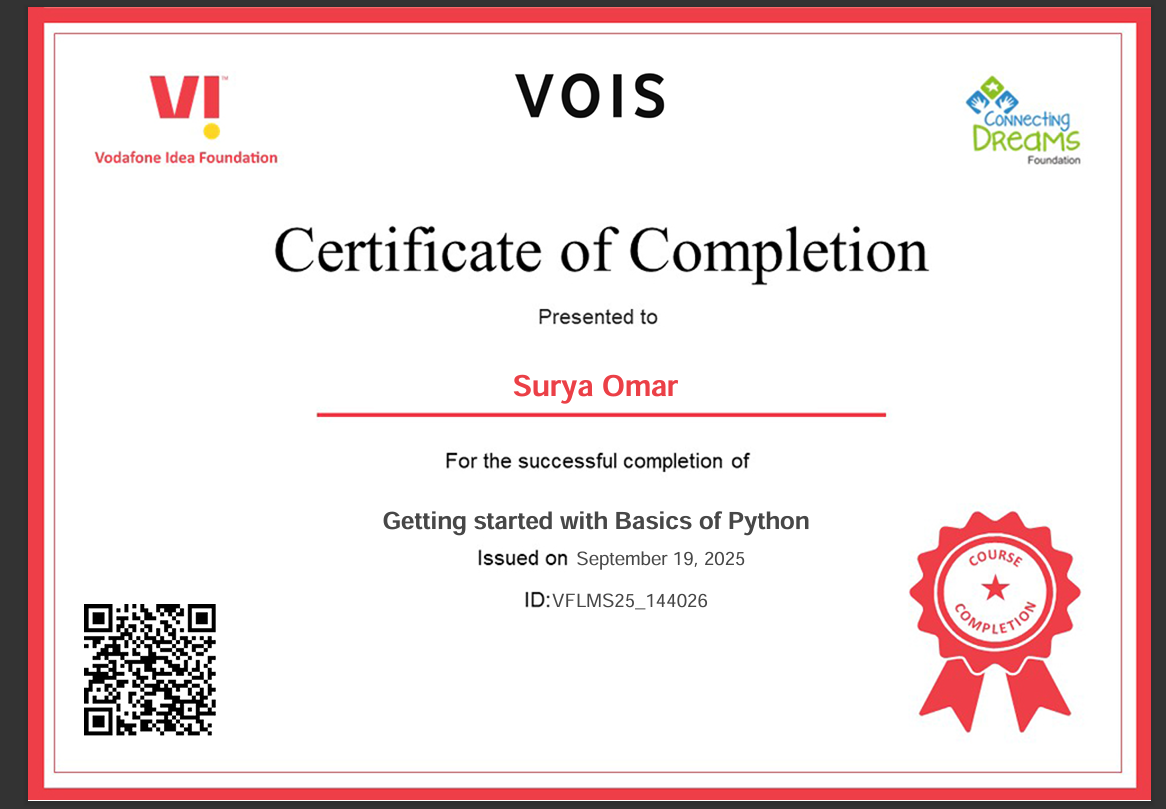 VI™
Vodafone Idea Foundation
VOIS
Connecting
Dreams
Foundation
Certificate of Completion
Presented to
Surya Omar
For the successful completion of
Getting started with Basics of Python
Issued on September 19, 2025
ID:VFLMS25_144026
COURSE
COMPLETION